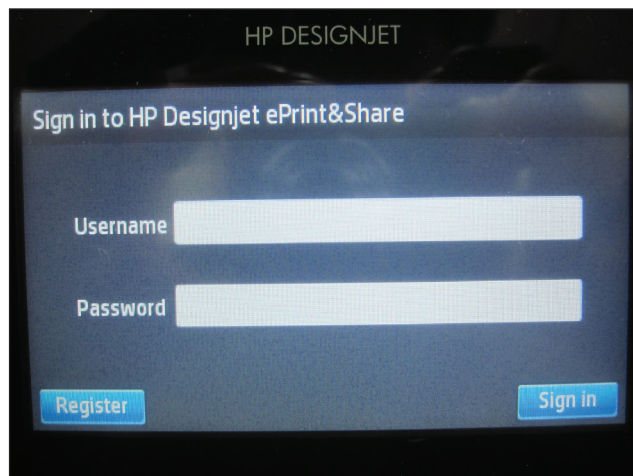 HP DESIGNJET
Sign in to HP Designjet ePrint&Share
Username
Password
Register
Sign in